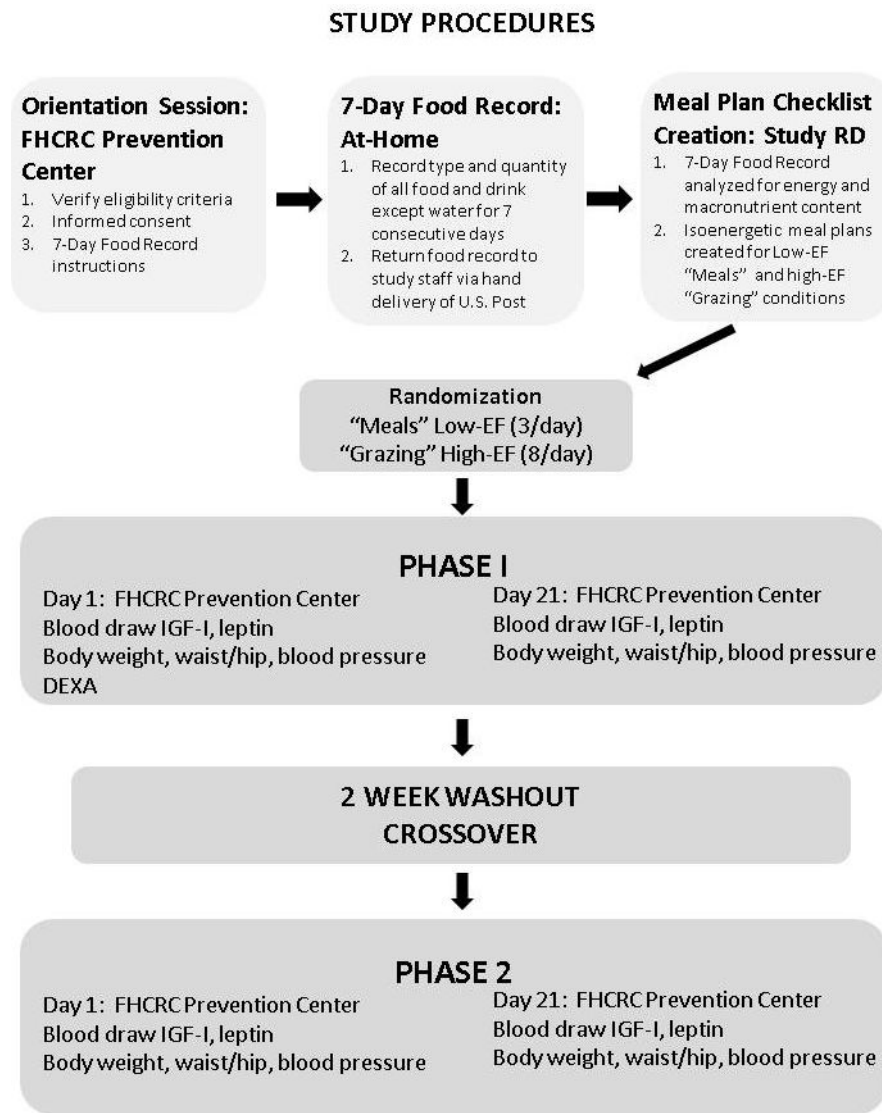 STUDY PROCEDURES
Orientation Session:
FHCRC Prevention
Center
1. Verify eligibility criteria
2. Informed consent
3. 7-Day Food Record
instructions
7-Day Food Record:
At-Home
1. Record type and quantity
of all food and drink
except water for 7
consecutive days
2. Return food record to
study staff via hand
delivery of U.S. Post
Meal Plan Checklist
Creation: Study RD
1. 7-Day Food Record
analyzed for energy and
macronutrient content
2. Isoenergetic meal plans
created for Low-EF
“Meals” and high-EF
“Grazing” conditions
Randomization
“Meals” Low-EF (3/day)
“Grazing” High-EF (8/day)
PHASE I
Day 1: FHCRC Prevention Center
Blood draw IGF-I, leptin
Body weight, waist/hip, blood pressure
DEXA
Day 21: FHCRC Prevention Center
Blood draw IGF-I, leptin
Body weight, waist/hip, blood pressure
2 WEEK WASHOUT
CROSSOVER
PHASE 2
Day 1: FHCRC Prevention Center
Blood draw IGF-I, leptin
Body weight, waist/hip, blood pressure
Day 21: FHCRC Prevention Center
Blood draw IGF-I, leptin
Body weight, waist/hip, blood pressure